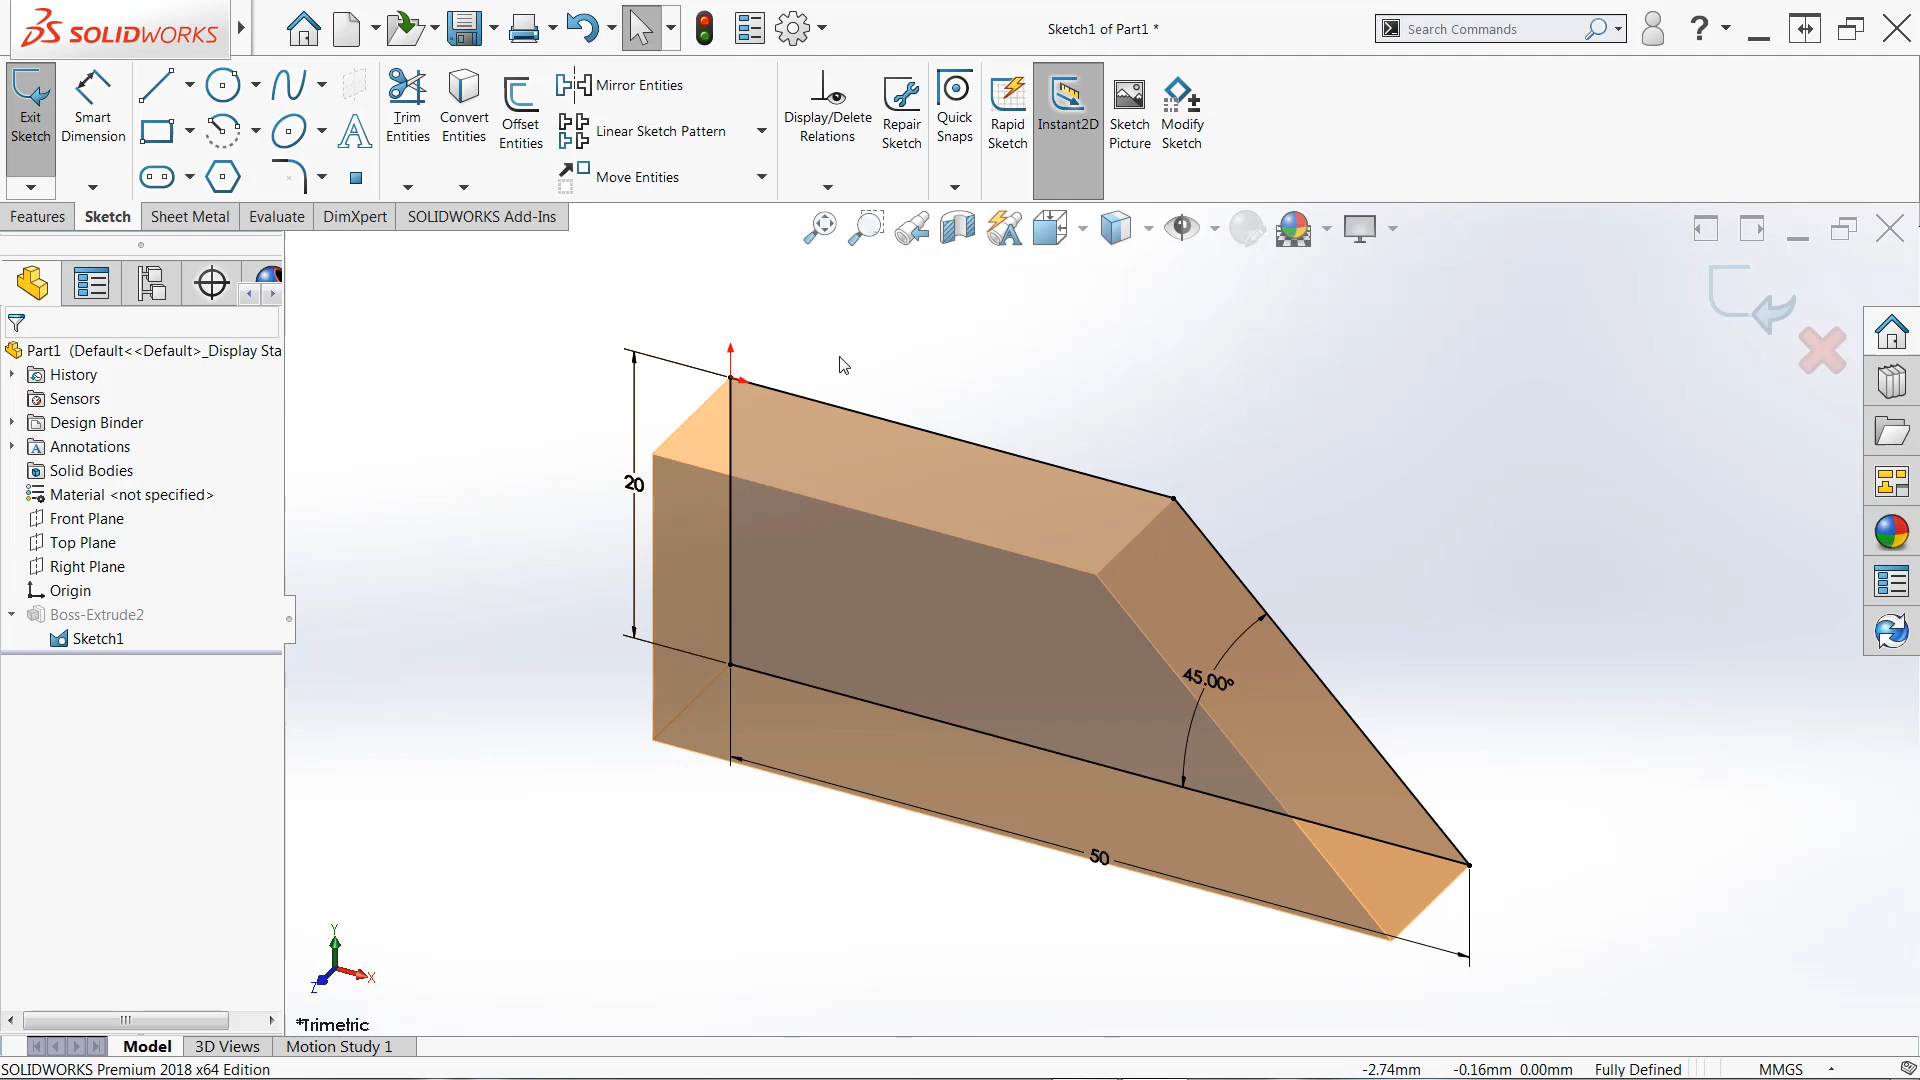 SOLIDWORKS
Sketch1 of Part1 *
Search Commands
?
Exit Sketch
Smart Dimension
Trim Entities
Convert Entities
Offset Entities
Mirror Entities
Linear Sketch Pattern
Move Entities
Display/Delete Relations
Repair Sketch
Quick Snaps
Rapid Sketch
Instant2D
Sketch Picture
Modify Sketch
Features
Sketch
Sheet Metal
Evaluate
DimXpert
SOLIDWORKS Add-Ins
Part1 (Default<<Default>_Display Sta
History
Sensors
Design Binder
Annotations
Solid Bodies
Material <not specified>
Front Plane
Top Plane
Right Plane
Origin
Boss-Extrude2
Sketch1
20
45.00°
50
Y
X
Z
*Trimetric
Model
3D Views
Motion Study 1
SOLIDWORKS Premium 2018 x64 Edition
-2.74mm
-0.16mm
0.00mm
Fully Defined
MMGS